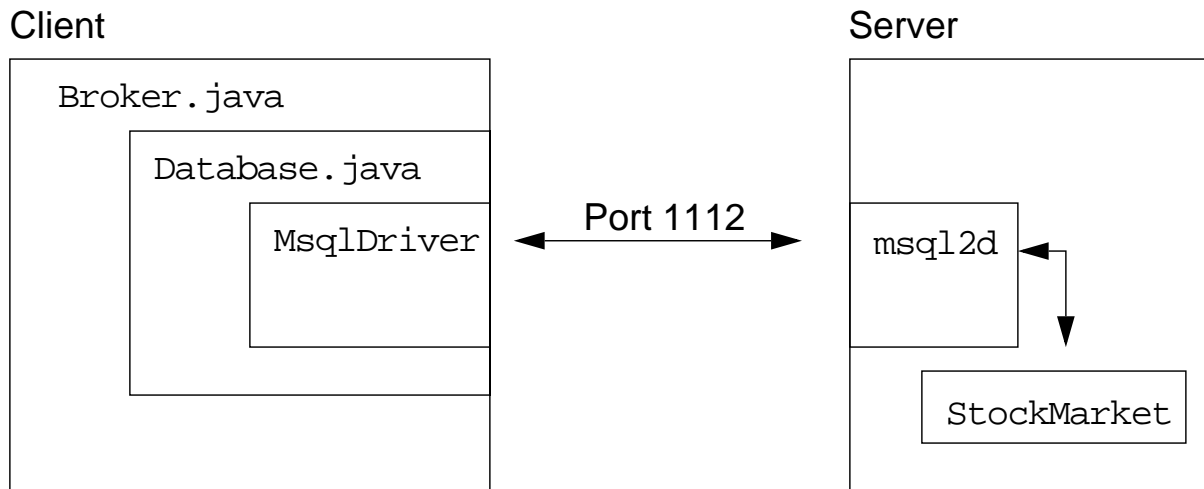 Client
Server
Broker.java
Database.java
MsqlDriver
Port 1112
msql2d
StockMarket